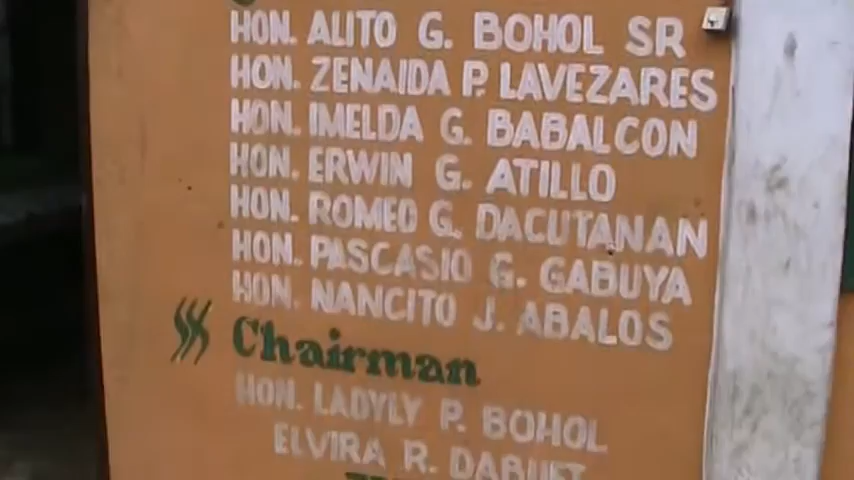 HON. ALITO G. BOHOL SR
HON. ZENAIDA P. LAVEZARES
HON. IMELDA G. BABALCON
HON. ERWIN G. ATILLO
HON. ROMEO G. DACUTANAN
HON. PASCASIO G. GABUYA
HON. NANCITO J. ABALOS
SK Chairman
HON. LADYLY P. BOHOL
ELVIRA R.